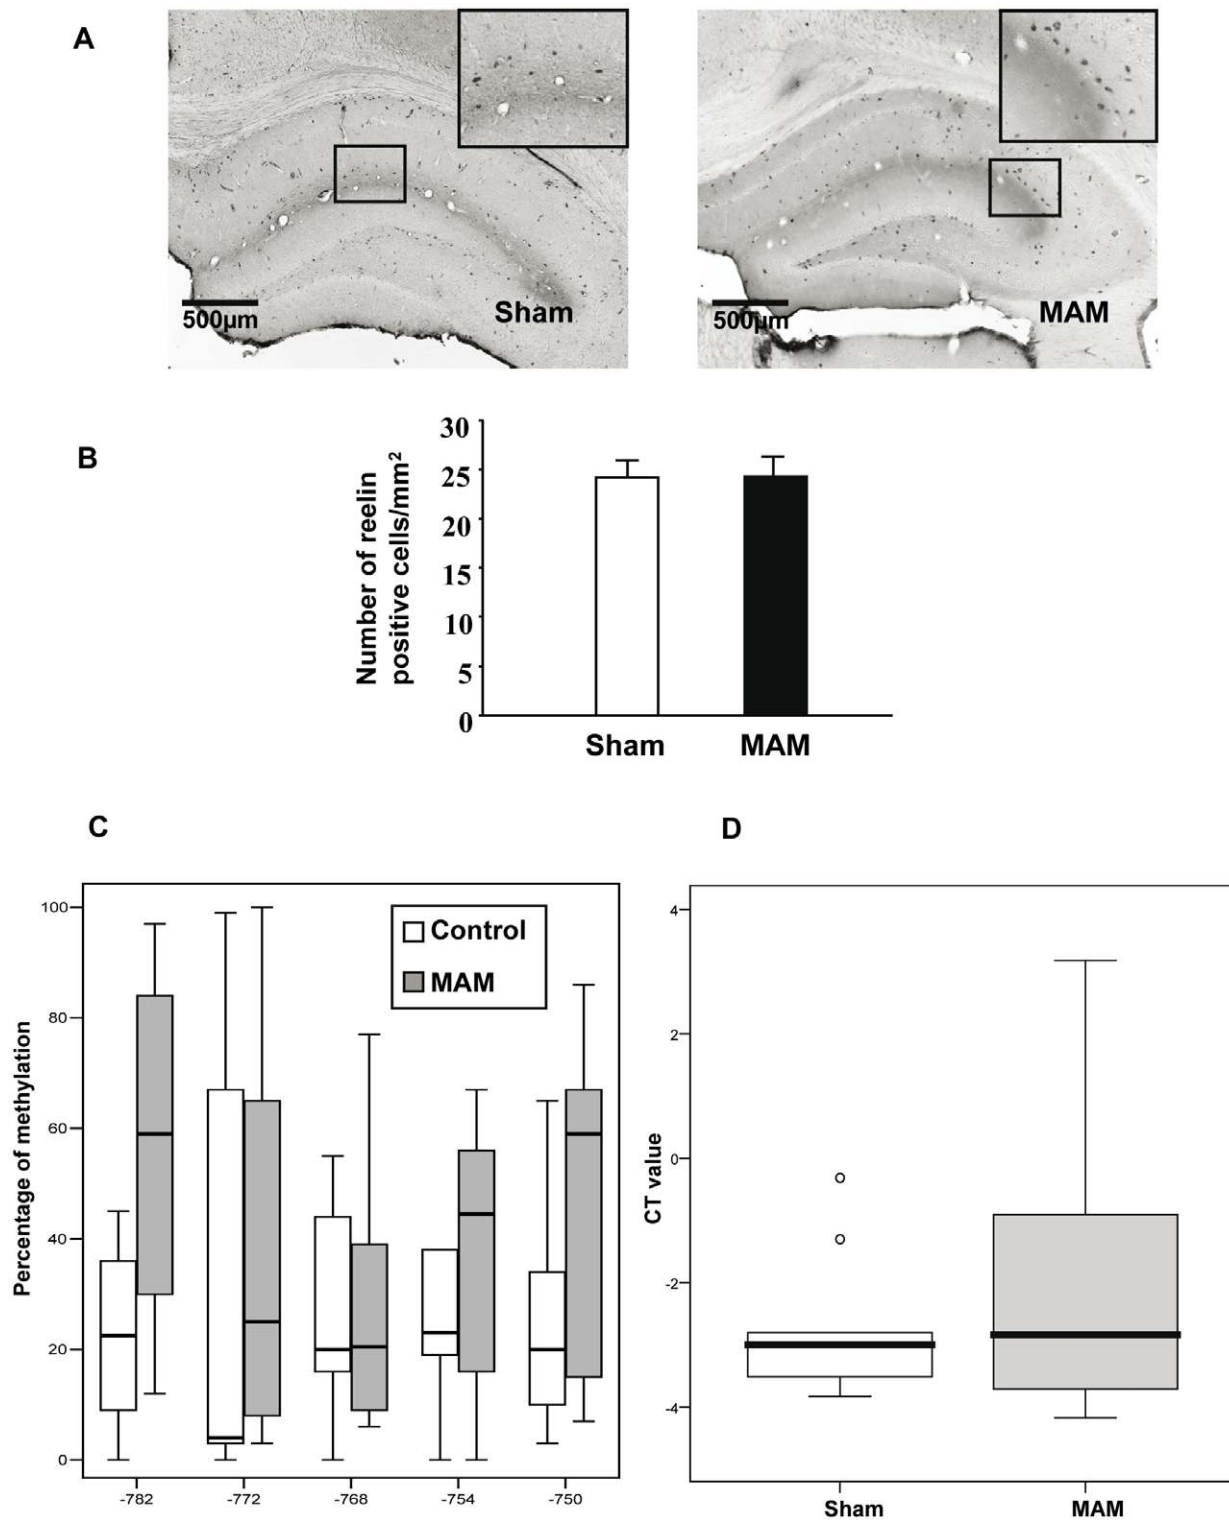 A
500µm
Sham
500µm
MAM
B
Number of reelin
positive cells/mm²
30
25
20
15
10
5
0
Sham
MAM
C
D
Percentage of methylation
100
80
60
40
20
0
Control
MAM
-782
-772
-768
-754
-750
CT value
4
2
0
-2
-4
Sham
MAM